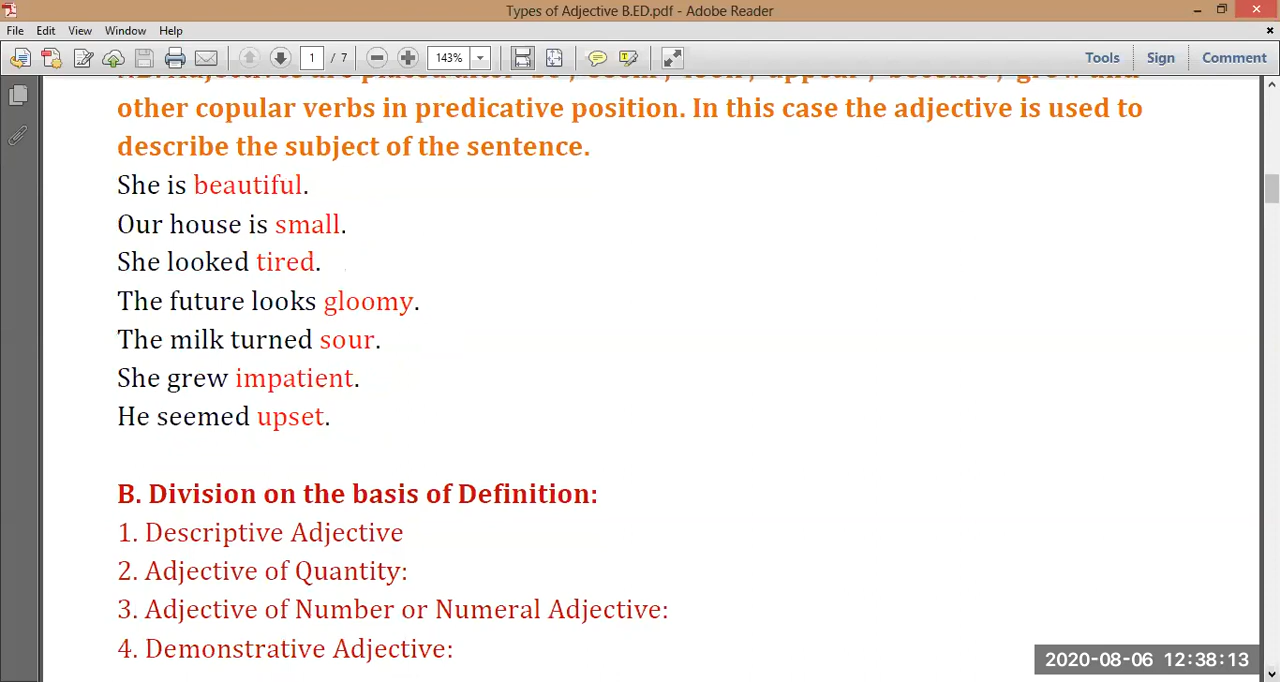 Types of Adjective B.ED.pdf - Adobe Reader
File Edit View Window Help
1 / 7 143% Tools Sign Comment
other copular verbs in predicative position. In this case the adjective is used to
describe the subject of the sentence.
She is beautiful.
Our house is small.
She looked tired.
The future looks gloomy.
The milk turned sour.
She grew impatient.
He seemed upset.
B. Division on the basis of Definition:
1. Descriptive Adjective
2. Adjective of Quantity:
3. Adjective of Number or Numeral Adjective:
4. Demonstrative Adjective:
2020-08-06 12:38:13